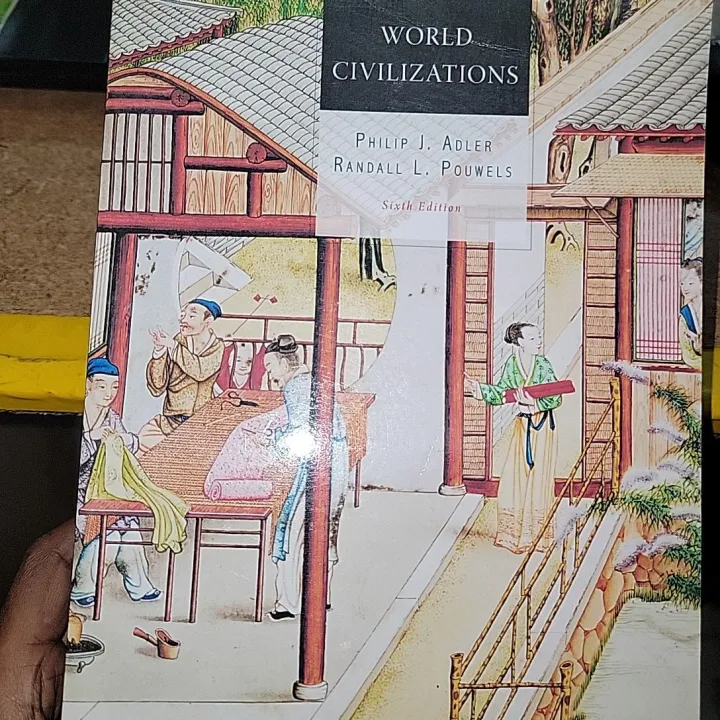 WORLD
CIVILIZATIONS
PHILIP J. ADLER
RANDALL L. POUWELS
Sixth Edition